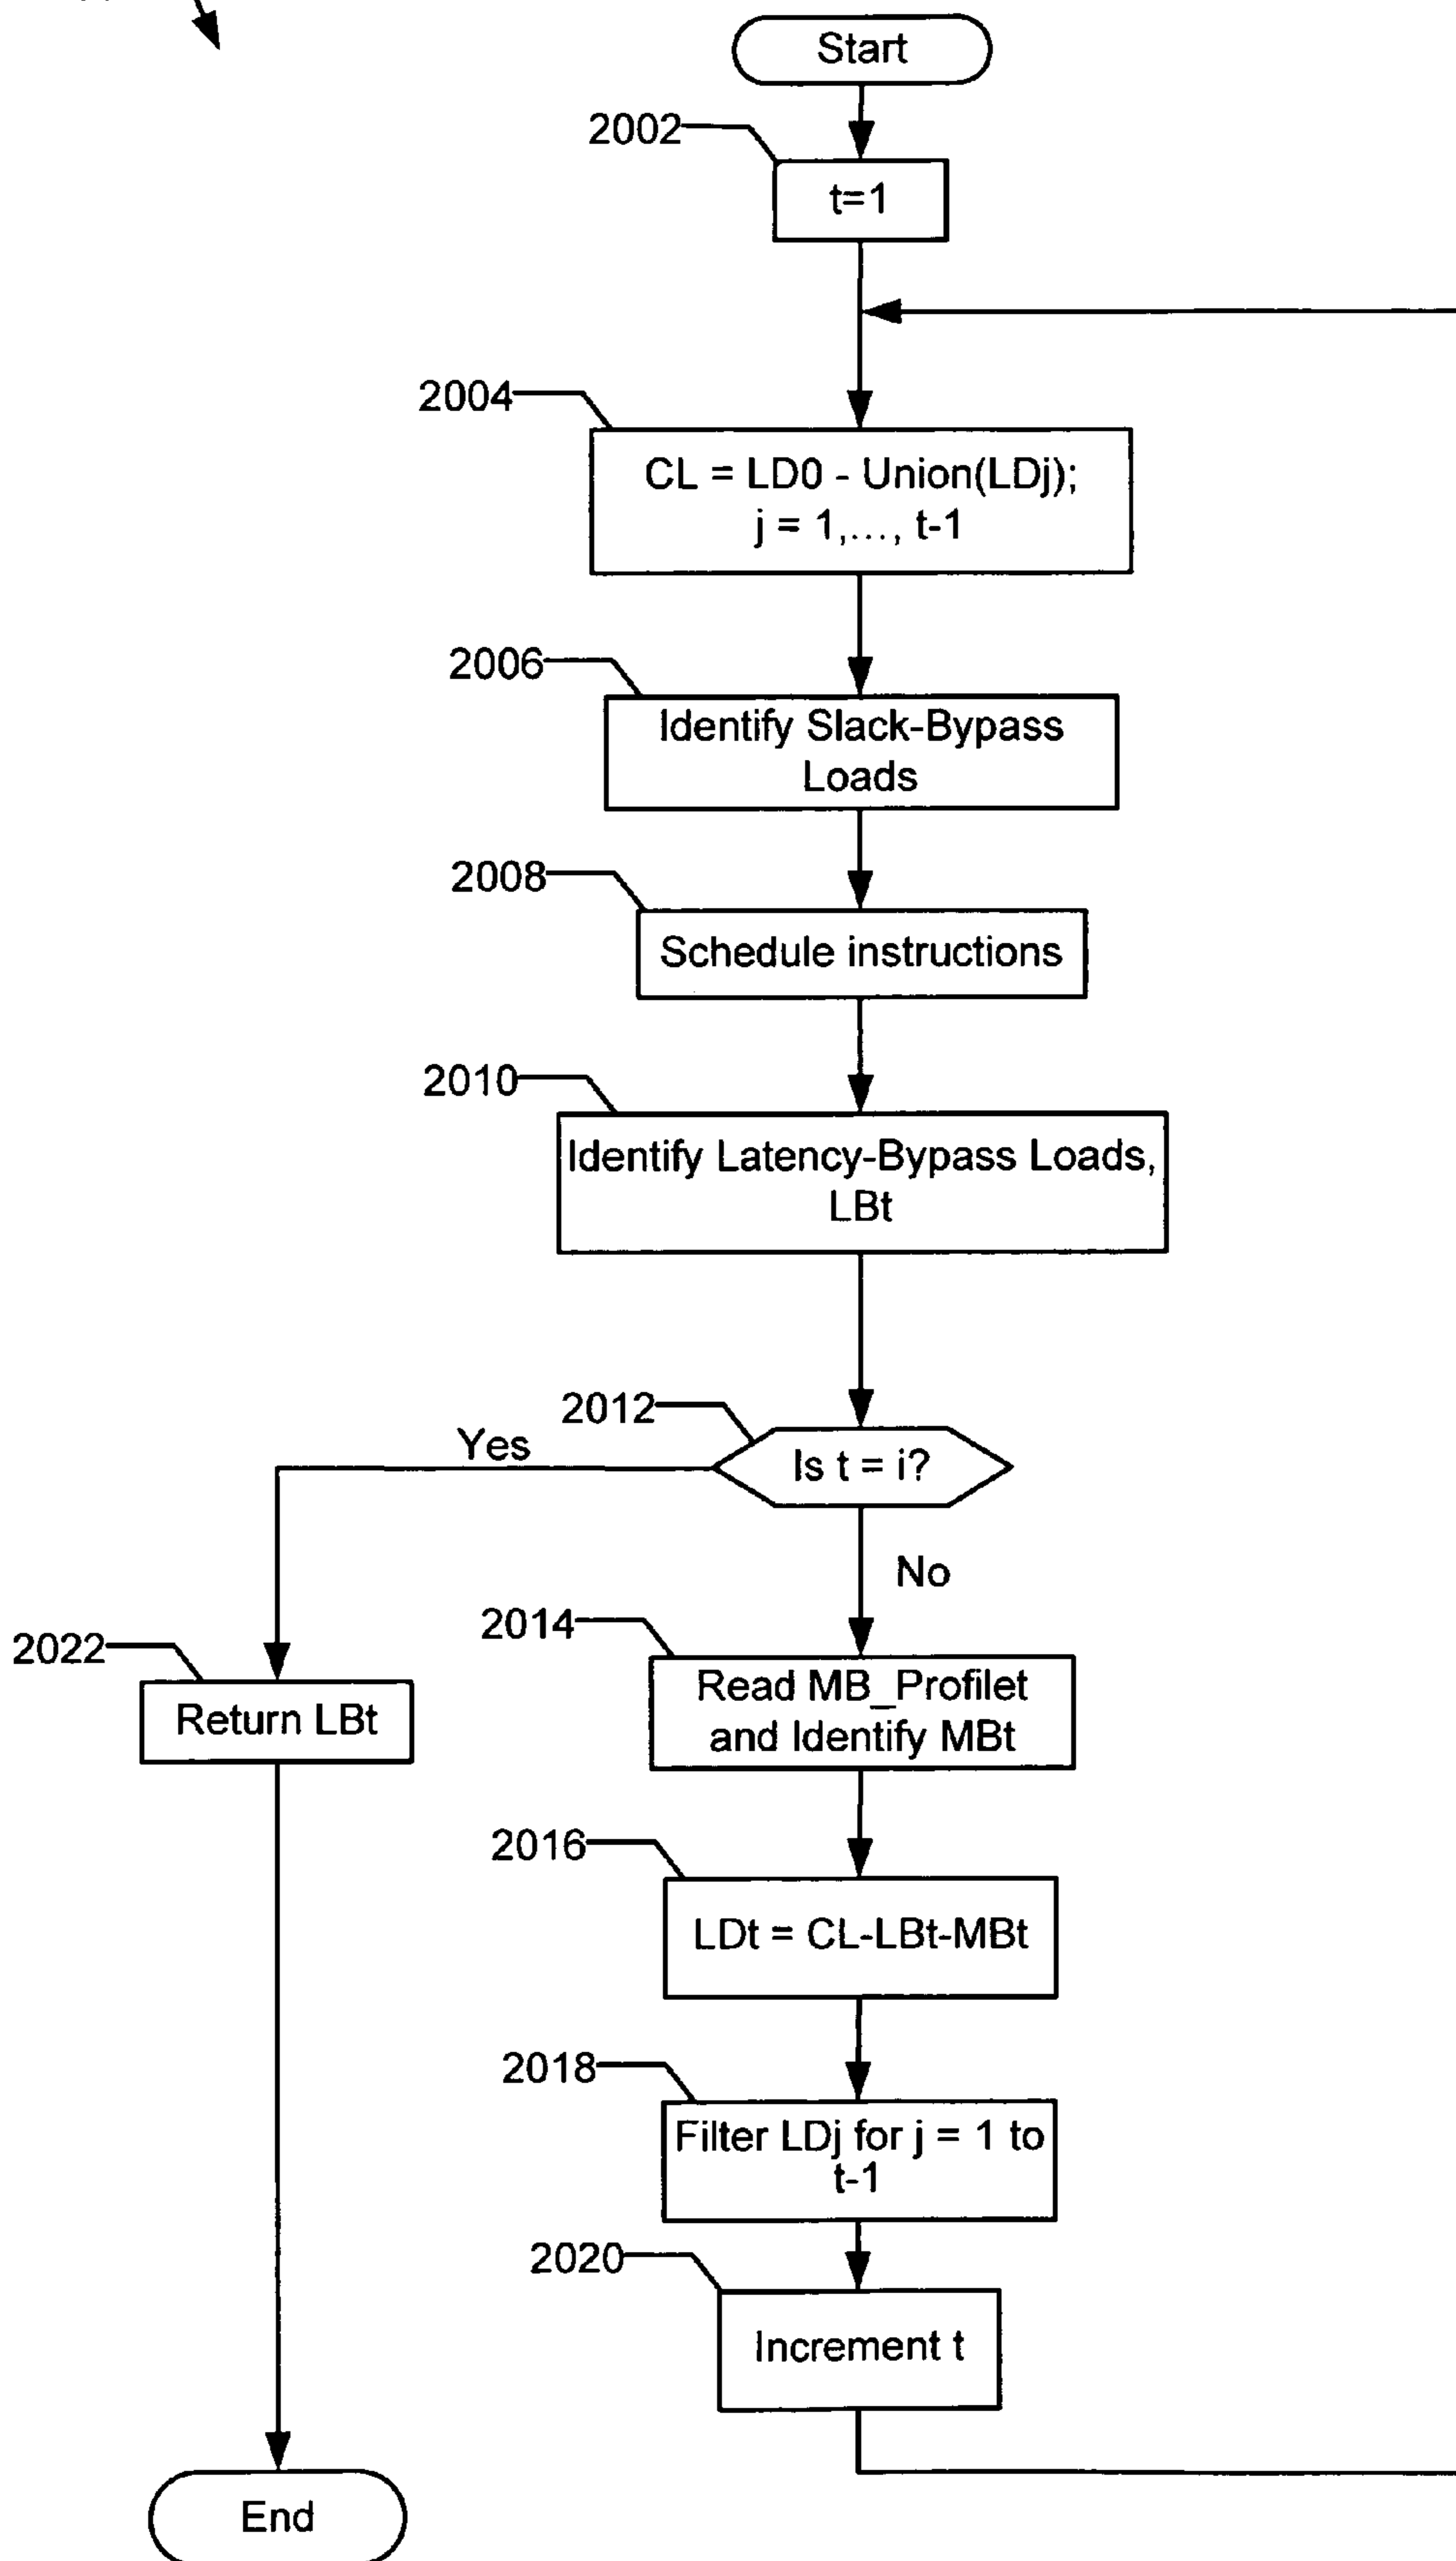 Start
2002
t=1
2004
CL = LD0 - Union(LDj);
j = 1,..., t-1
2006
Identify Slack-Bypass
Loads
2008
Schedule instructions
2010
Identify Latency-Bypass Loads,
LBt
2012
Is t = i?
Yes
No
2014
Read MB_Profilet
and Identify MBt
2022
Return LBt
2016
LDt = CL-LBt-MBt
2018
Filter LDj for j = 1 to
t-1
2020
Increment t
End